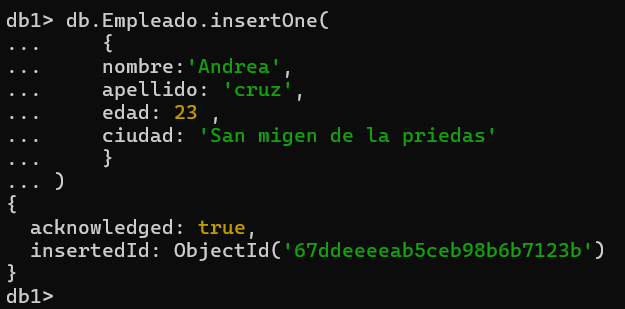 db1> db.Empleado.insertOne(
...     {
...     nombre:'Andrea',
...     apellido: 'cruz',
...     edad: 23 ,
...     ciudad: 'San migen de la priedas'
...     }
... )
{
  acknowledged: true,
  insertedId: ObjectId('67ddeeeeab5ceb98b6b7123b')
}
db1>